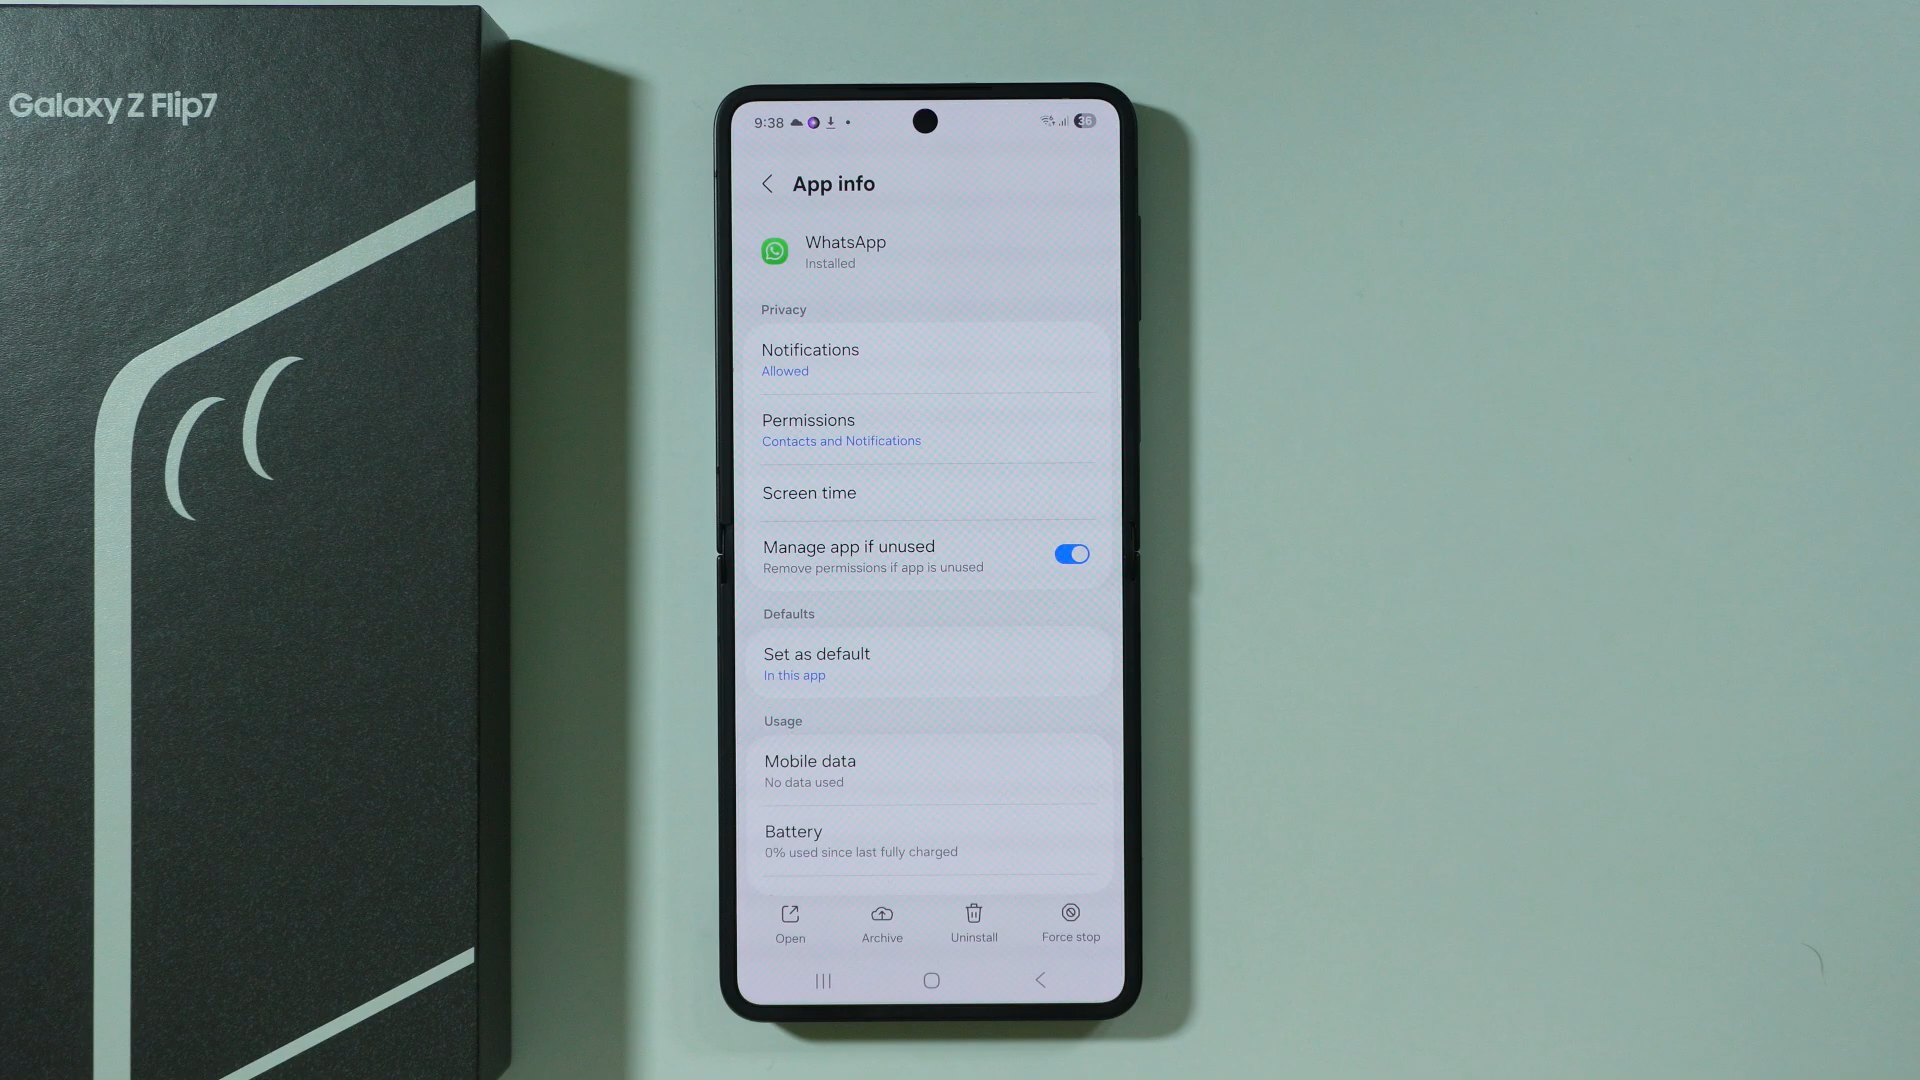 Galaxy Z Flip7
9:38
36
App info
WhatsApp
Installed
Privacy
Notifications
Allowed
Permissions
Contacts and Notifications
Screen time
Manage app if unused
Remove permissions if app is unused
Defaults
Set as default
In this app
Usage
Mobile data
No data used
Battery
0% used since last fully charged
Open Archive Uninstall Force stop